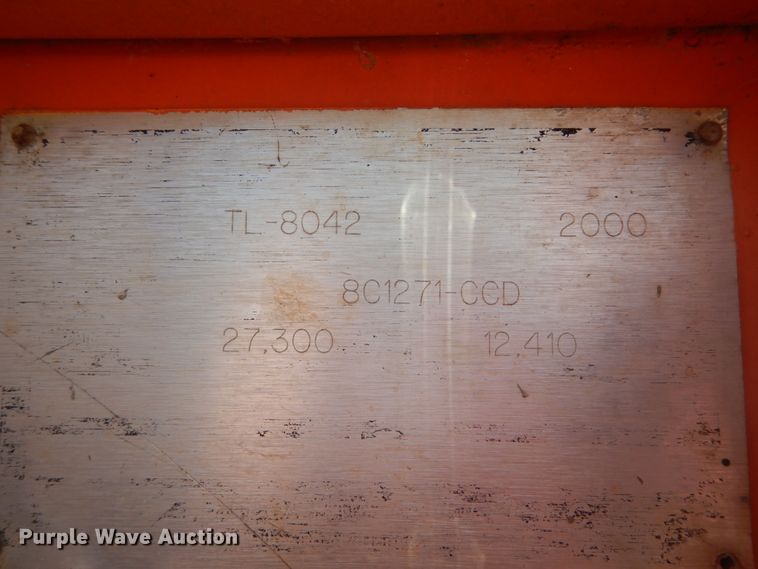 TL-8042 2000
8C1271-CCD
27,300 12,410
Purple Wave Auction®